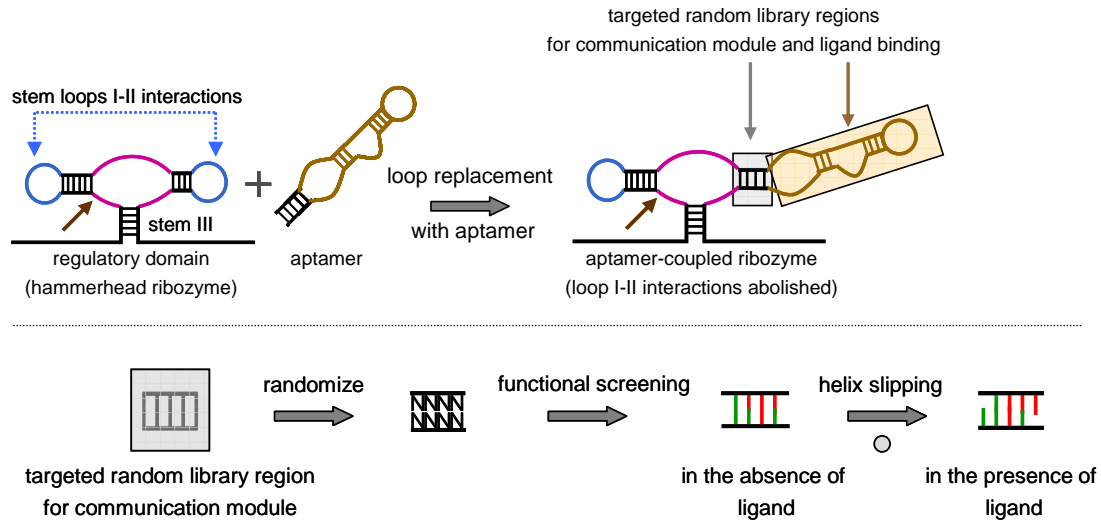 targeted random library regions
for communication module and ligand binding
stem loops I-II interactions
+
loop replacement
with aptamer
stem III
regulatory domain
(hammerhead ribozyme)
aptamer
aptamer-coupled ribozyme
(loop I-II interactions abolished)
randomize
functional screening
helix slipping
NNNN
NNNN
targeted random library region
for communication module
in the absence of
ligand
in the presence of
ligand